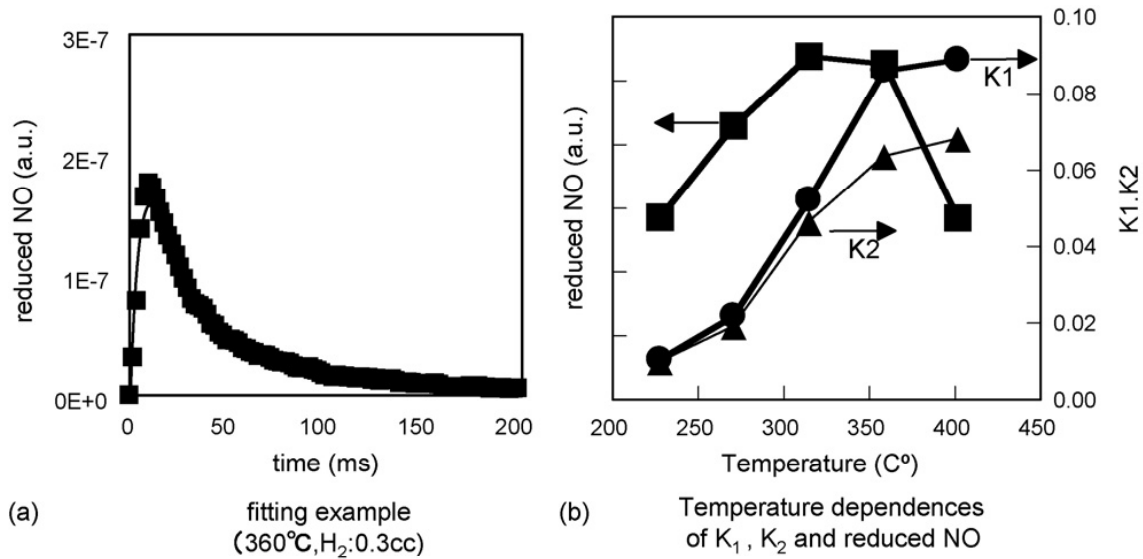 3E-7
2E-7
1E-7
0E+0
reduced NO (a.u.)
0 50 100 150 200
time (ms)
(a)
fitting example
(360℃,H₂:0.3cc)
reduced NO (a.u.)
K1
K2
0.10
0.08
0.06
0.04
0.02
0.00
K1.K2
200 250 300 350 400 450
Temperature (Cº)
(b)
Temperature dependences
of K₁ , K₂ and reduced NO